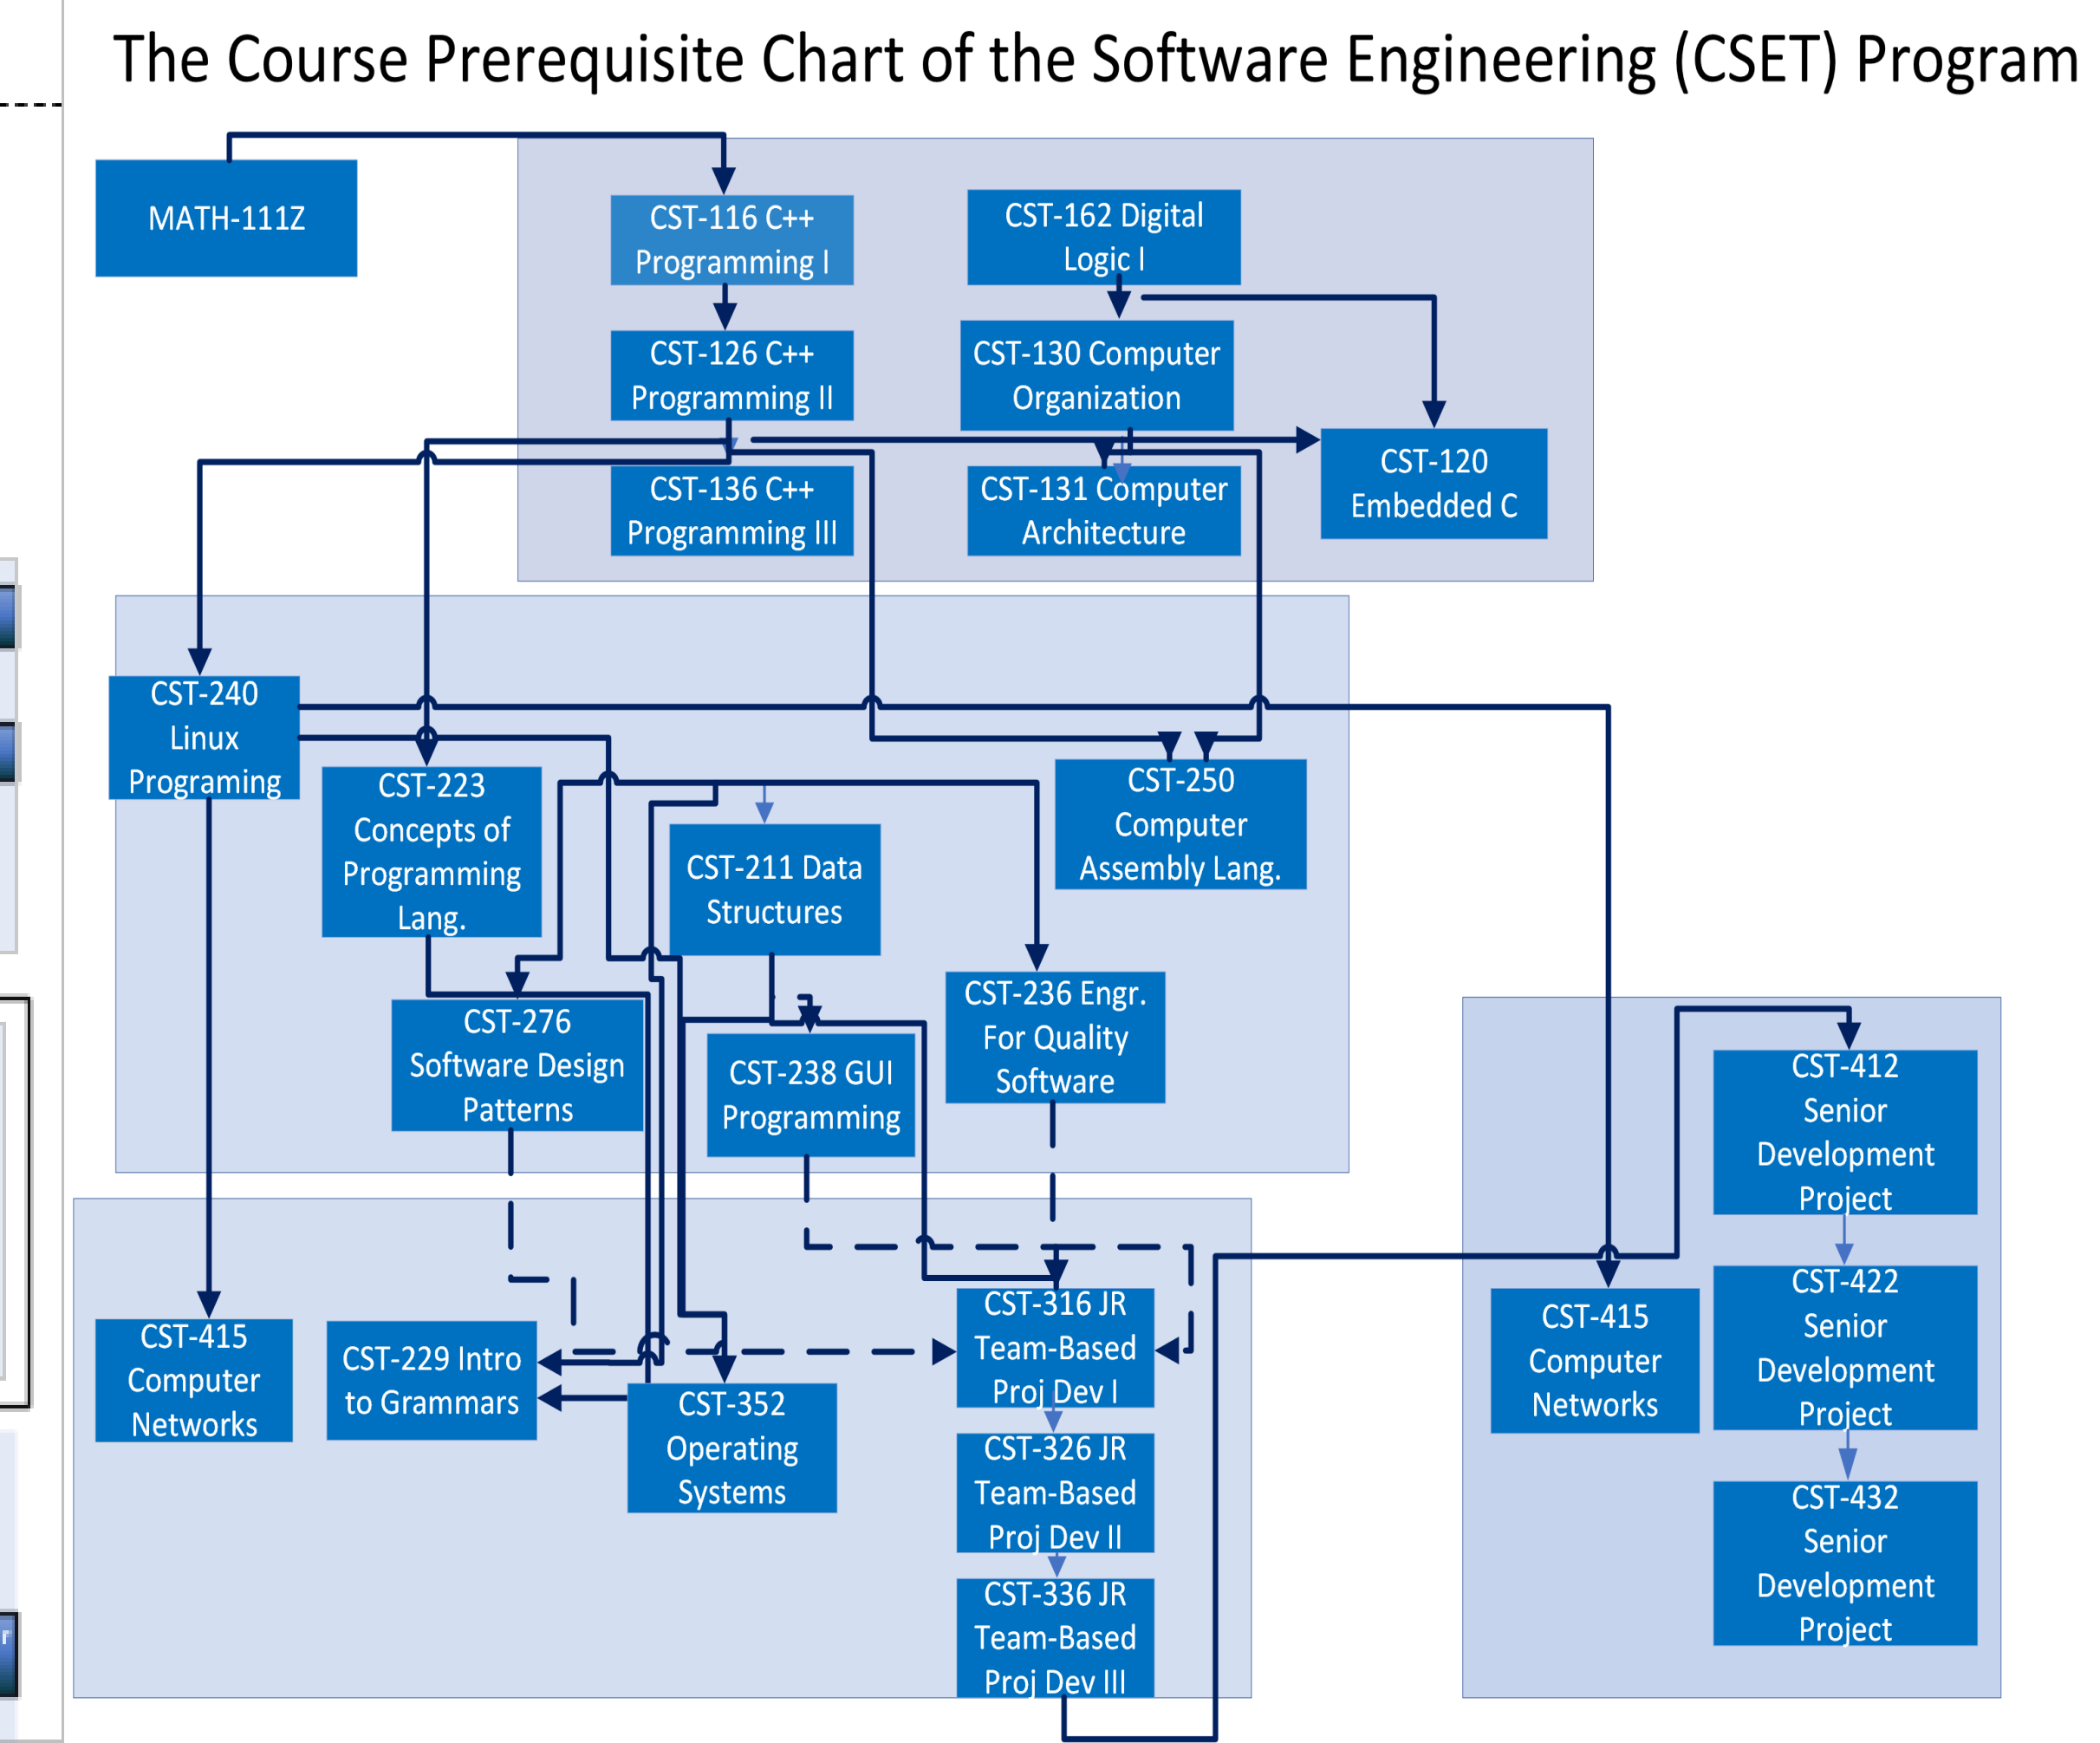 The Course Prerequisite Chart of the Software Engineering (CSET) Program
MATH-111Z
CST-116 C++
Programming I
CST-162 Digital
Logic I
CST-126 C++
Programming II
CST-130 Computer
Organization
CST-136 C++
Programming III
CST-131 Computer
Architecture
CST-120
Embedded C
CST-240
Linux
Programing
CST-223
Concepts of
Programming
Lang.
CST-211 Data
Structures
CST-250
Computer
Assembly Lang.
CST-276
Software Design
Patterns
CST-238 GUI
Programming
CST-236 Engr.
For Quality
Software
CST-412
Senior
Development
Project
CST-415
Computer
Networks
CST-229 Intro
to Grammars
CST-352
Operating
Systems
CST-316 JR
Team-Based
Proj Dev I
CST-326 JR
Team-Based
Proj Dev II
CST-336 JR
Team-Based
Proj Dev III
CST-415
Computer
Networks
CST-422
Senior
Development
Project
CST-432
Senior
Development
Project
r